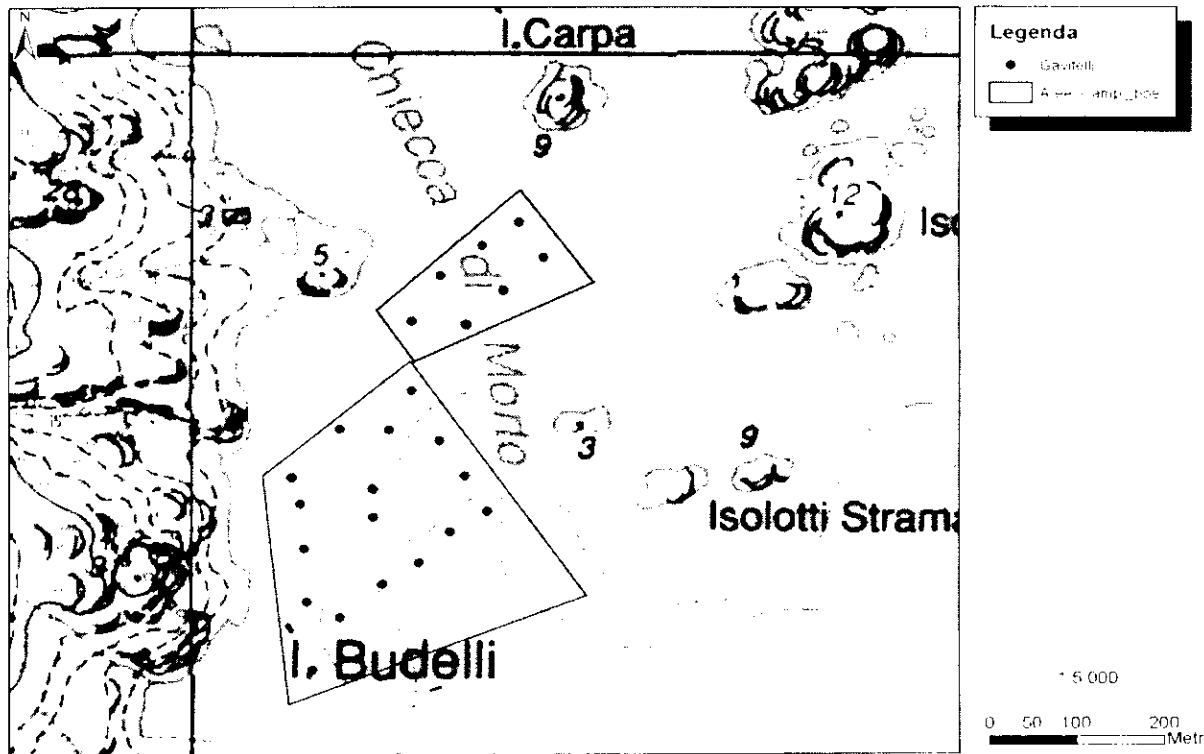 N
I.Carpa
Chiecca
di
Morto
9
12
5
3
9
Isolotti Strama
I. Budelli
Legenda
Gavitelli
1:5.000
0 50 100 200
Metr